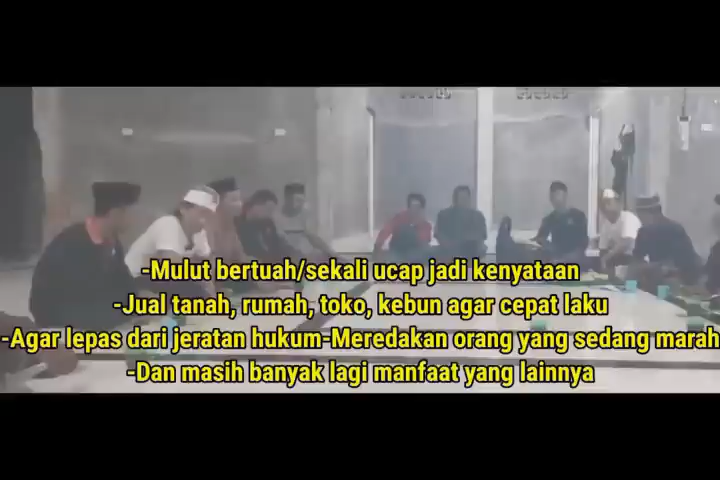 -Mulut bertuah/sekali ucap jadi kenyataan
-Jual tanah, rumah, toko, kebun agar cepat laku
-Agar lepas dari jeratan hukum-Meredakan orang yang sedang marah
-Dan masih banyak lagi manfaat yang lainnya